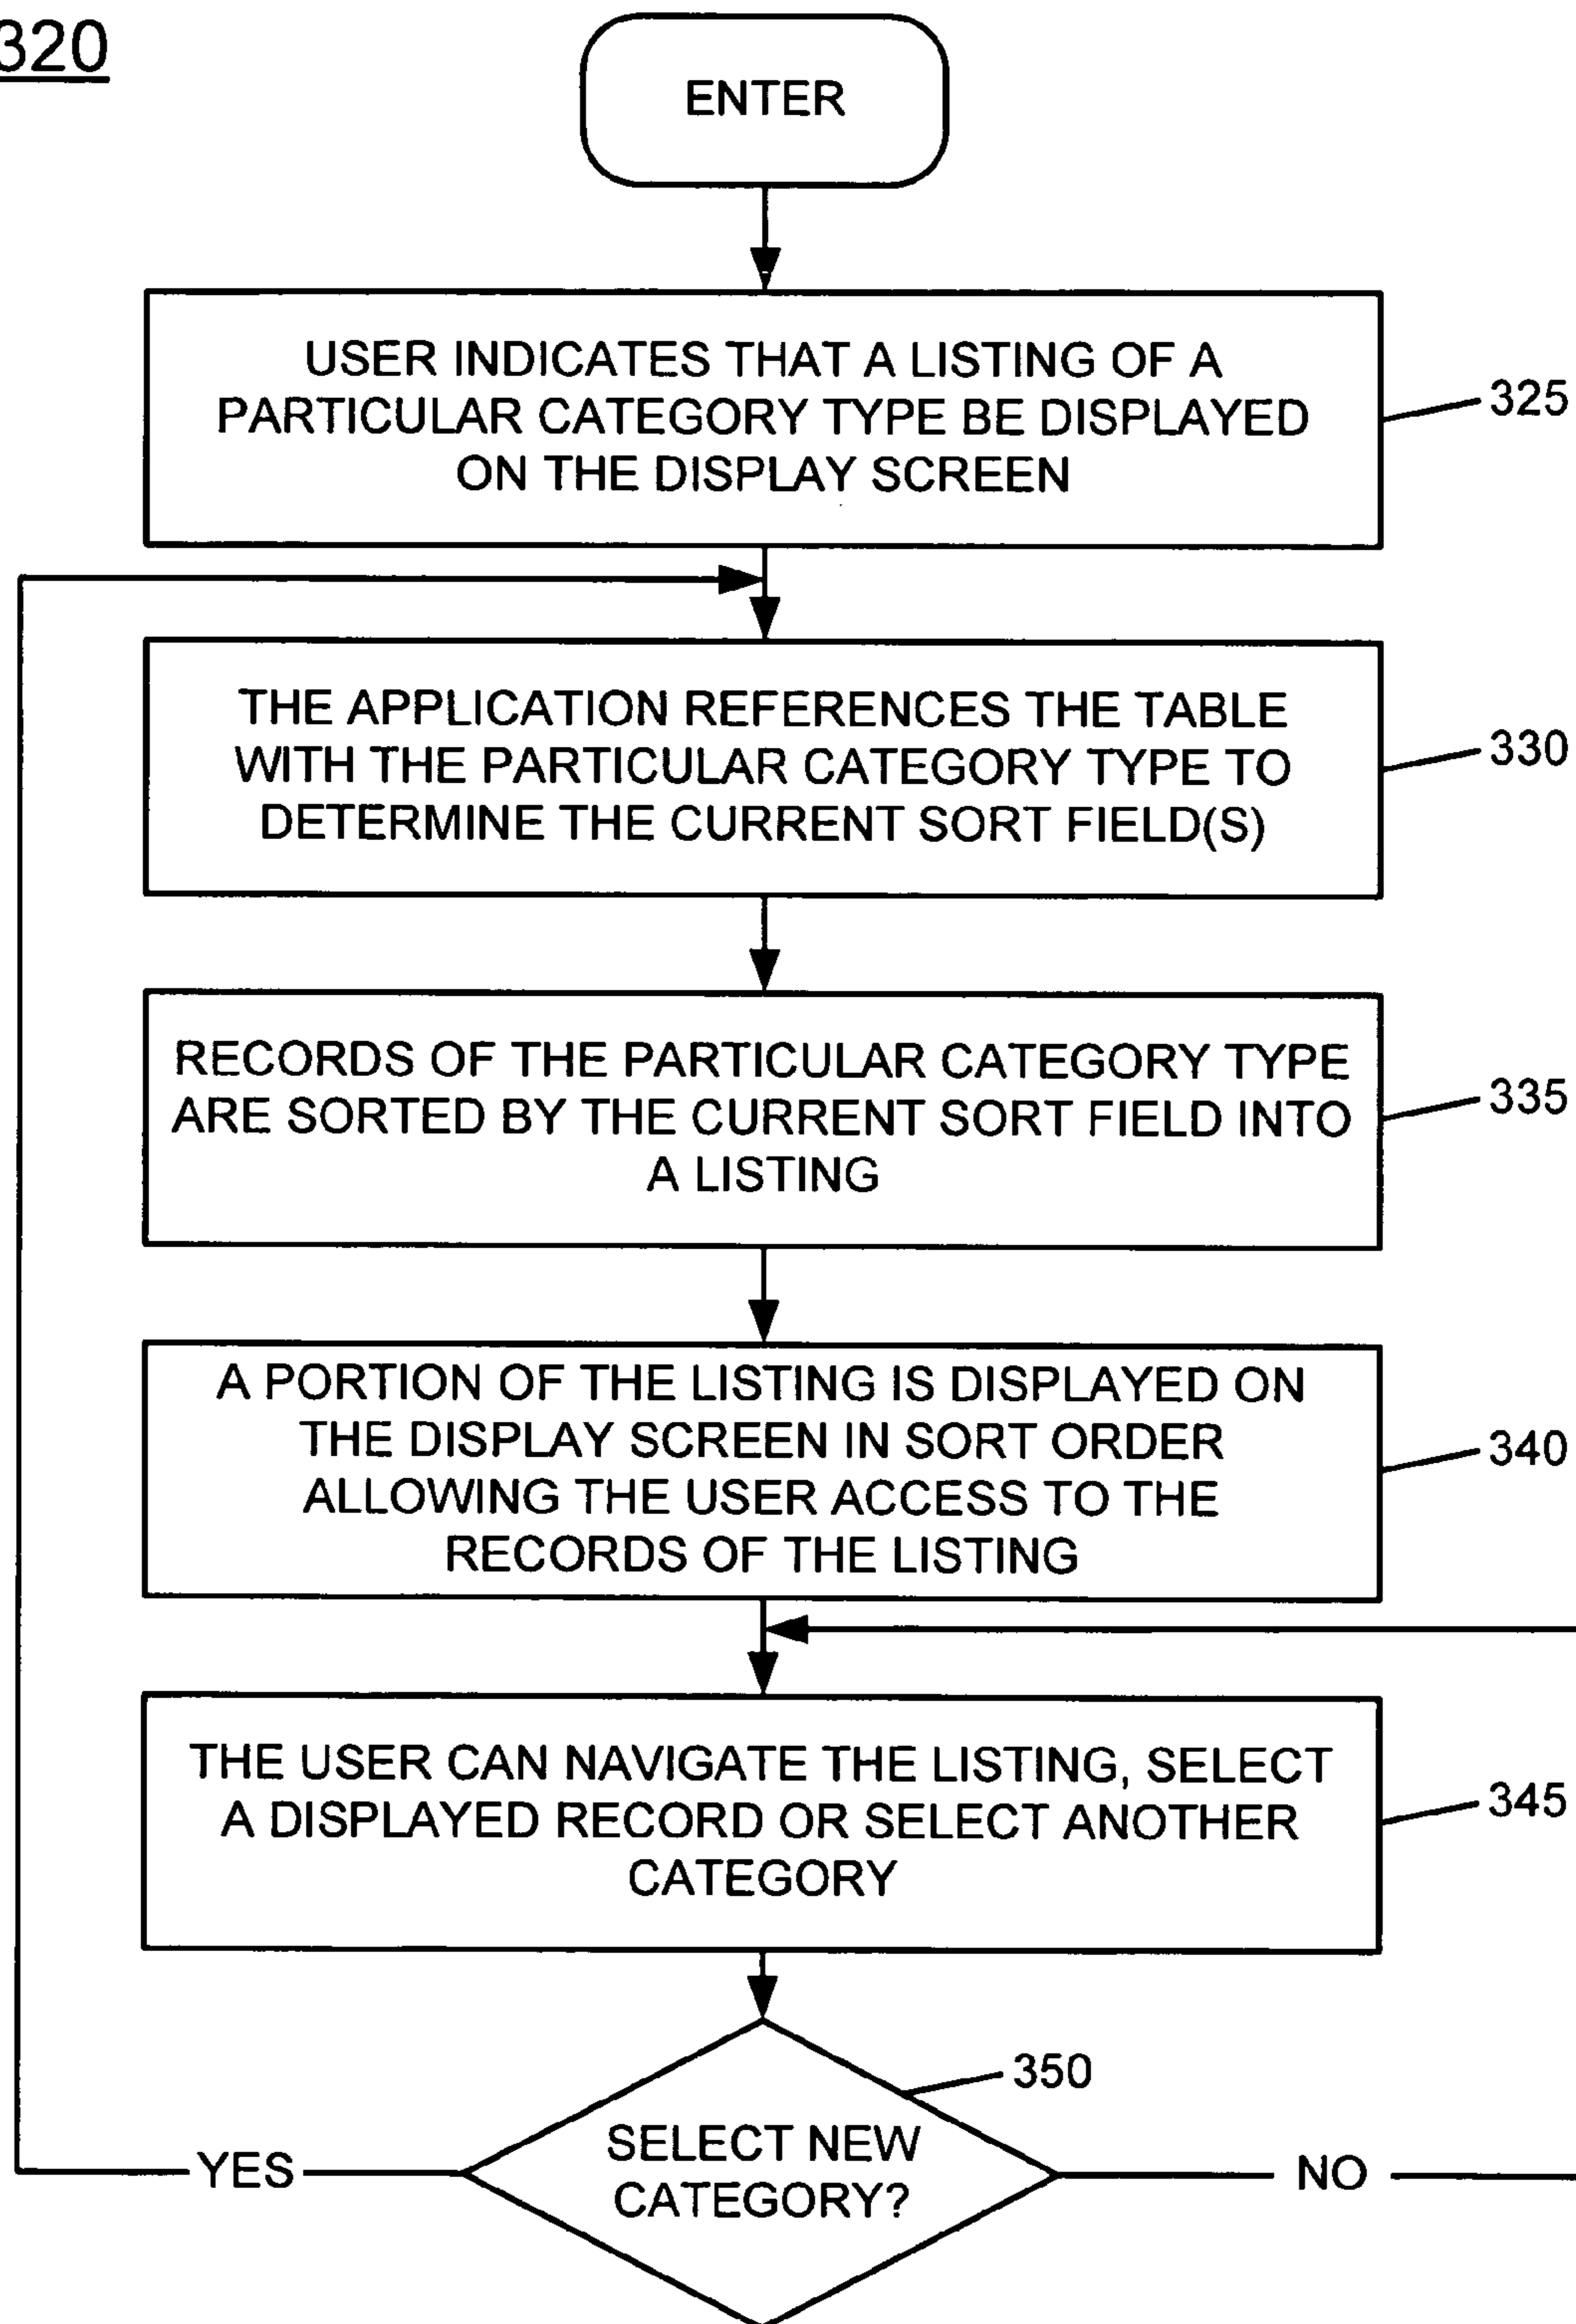 320
ENTER
USER INDICATES THAT A LISTING OF A
PARTICULAR CATEGORY TYPE BE DISPLAYED
ON THE DISPLAY SCREEN
325
THE APPLICATION REFERENCES THE TABLE
WITH THE PARTICULAR CATEGORY TYPE TO
DETERMINE THE CURRENT SORT FIELD(S)
330
RECORDS OF THE PARTICULAR CATEGORY TYPE
ARE SORTED BY THE CURRENT SORT FIELD INTO
A LISTING
335
A PORTION OF THE LISTING IS DISPLAYED ON
THE DISPLAY SCREEN IN SORT ORDER
ALLOWING THE USER ACCESS TO THE
RECORDS OF THE LISTING
340
THE USER CAN NAVIGATE THE LISTING, SELECT
A DISPLAYED RECORD OR SELECT ANOTHER
CATEGORY
345
350
SELECT NEW
CATEGORY?
YES
NO